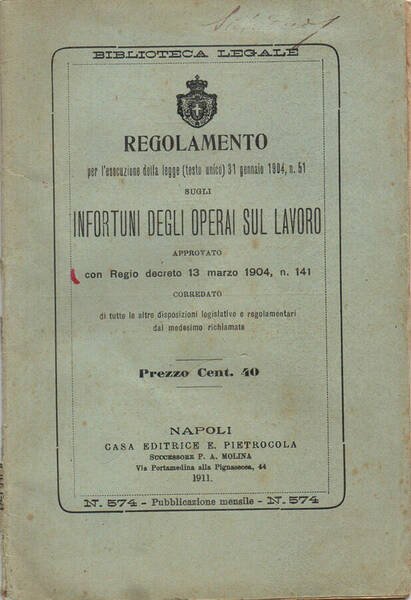 BIBLIOTECA LEGALE
REGOLAMENTO
per l'esecuzione della legge (testo unico) 31 gennaio 1904, n. 51
SUGLI
INFORTUNI DEGLI OPERAI SUL LAVORO
APPROVATO
con Regio decreto 13 marzo 1904, n. 141
CORREDATO
di tutte le altre disposizioni legislative e regolamentari
dal medesimo richiamate
Prezzo Cent. 40
NAPOLI
CASA EDITRICE E. PIETROCOLA
SUCCESSORE P. A. MOLINA
Via Portamedina alla Pignasecca, 44
1911.
N. 574 - Pubblicazione mensile - N. 574